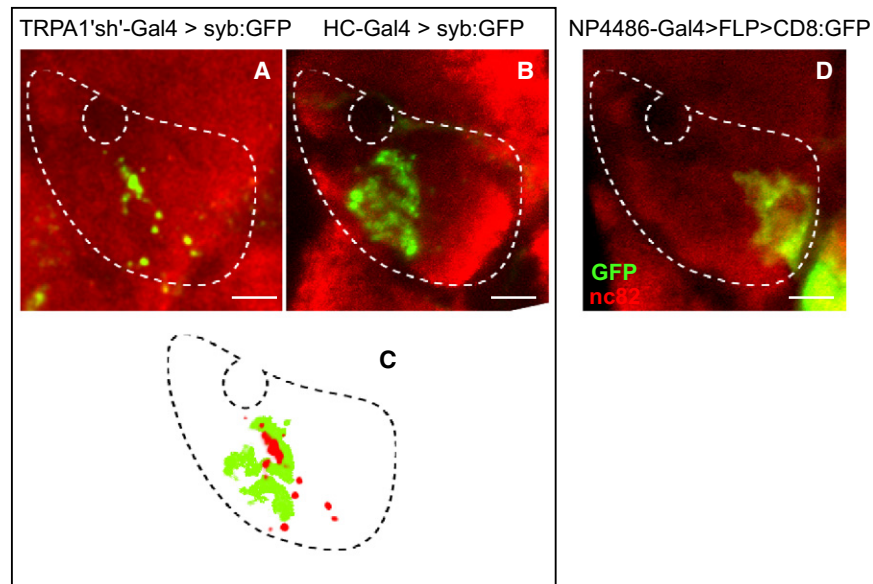 TRPA1'sh'-Gal4 > syb:GFP
HC-Gal4 > syb:GFP
NP4486-Gal4>FLP>CD8:GFP
A
B
D
GFP
nc82
C